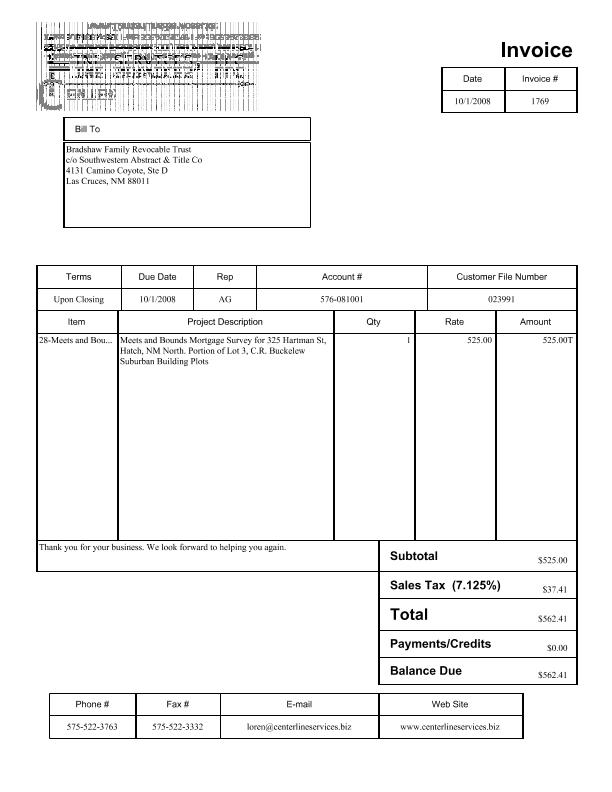 Invoice
Date Invoice #
10/1/2008 1769
Bill To
Bradshaw Family Revocable Trust
c/o Southwestern Abstract & Title Co
4131 Camino Coyote, Ste D
Las Cruces, NM 88011
Terms Due Date Rep Account # Customer File Number
Upon Closing 10/1/2008 AG 576-081001 023991
Item Project Description Qty Rate Amount
28-Meets and Bou... Meets and Bounds Mortgage Survey for 325 Hartman St, 1 525.00 525.00T
Hatch, NM North. Portion of Lot 3, C.R. Buckelew
Suburban Building Plots
Thank you for your business. We look forward to helping you again.
Subtotal $525.00
Sales Tax (7.125%) $37.41
Total $562.41
Payments/Credits $0.00
Balance Due $562.41
Phone # Fax # E-mail Web Site
575-522-3763 575-522-3332 loren@centerlineservices.biz www.centerlineservices.biz